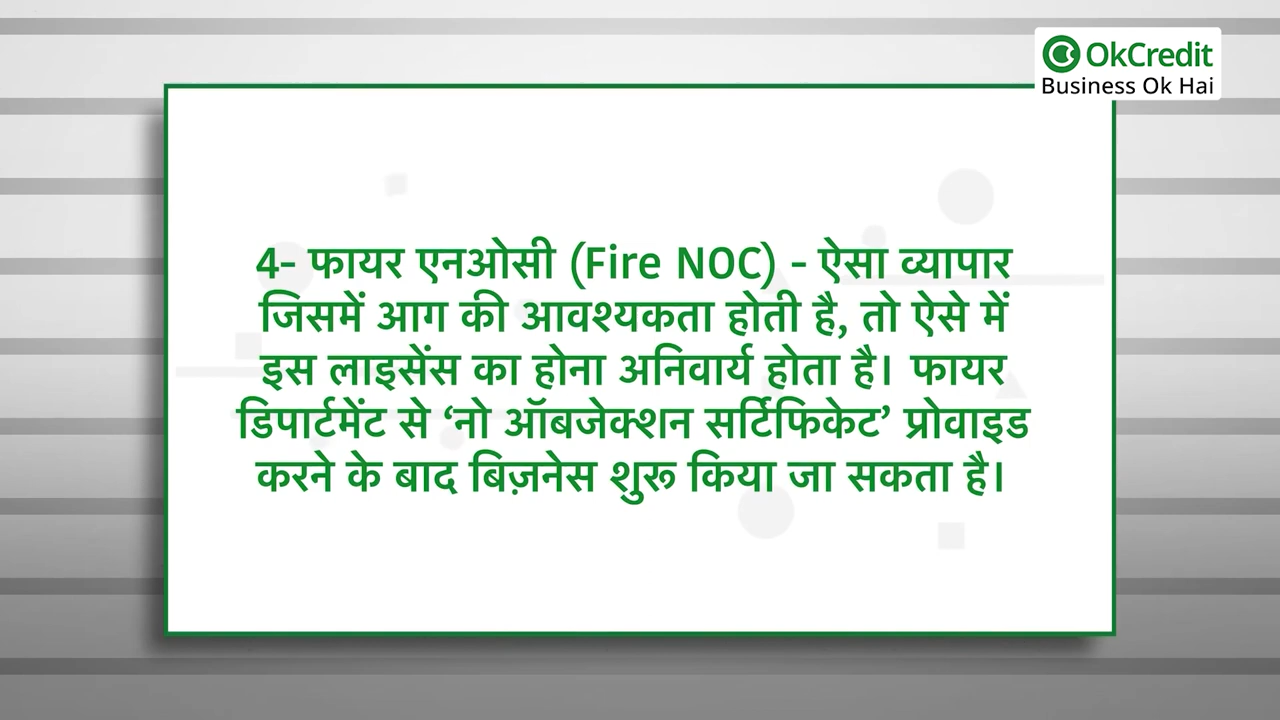 OkCredit
Business Ok Hai
4- फायर एनओसी (Fire NOC) - ऐसा व्यापार
जिसमें आग की आवश्यकता होती है, तो ऐसे में
इस लाइसेंस का होना अनिवार्य होता है। फायर
डिपार्टमेंट से ‘नो ऑबजेक्शन सर्टिफिकेट’ प्रोवाइड
करने के बाद बिज़नेस शुरू किया जा सकता है।